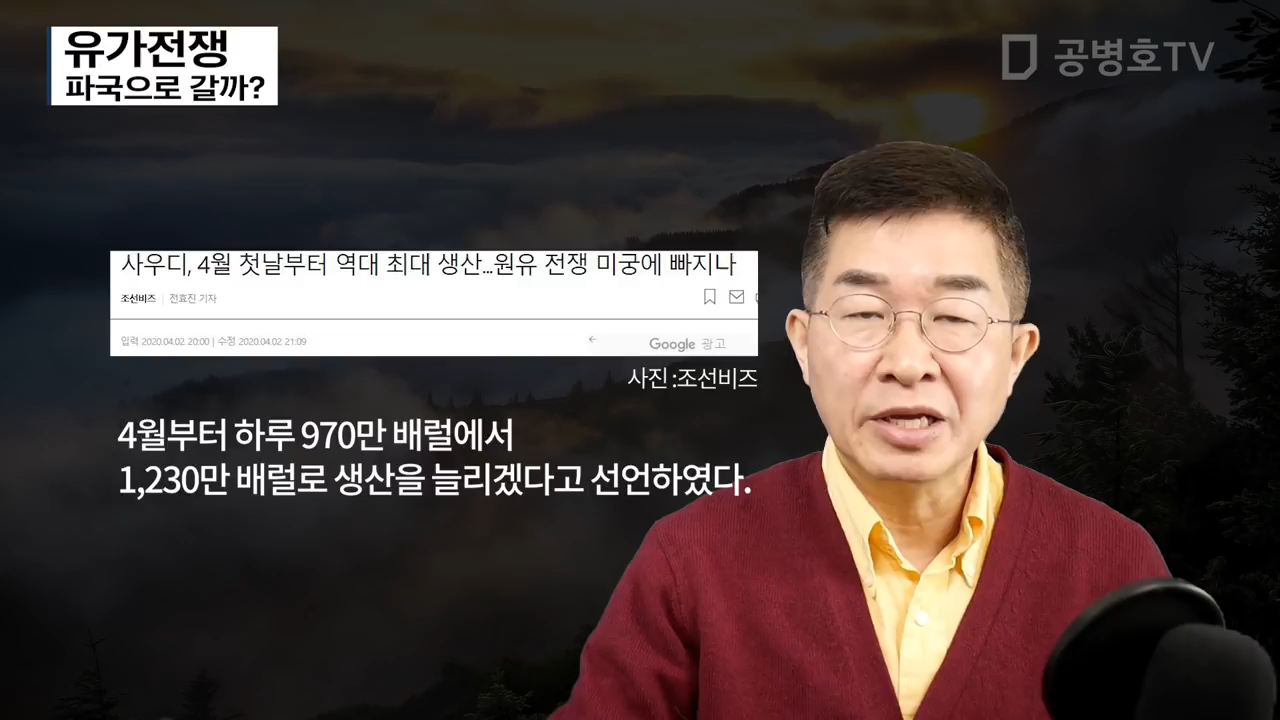 유가전쟁
파국으로 갈까?
공병호TV
사우디, 4월 첫날부터 역대 최대 생산...원유 전쟁 미궁에 빠지나
조선비즈 | 전효진 기자
입력 2020.04.02 20:00 | 수정 2020.04.02 21:09
Google 광고
사진:조선비즈
4월부터 하루 970만 배럴에서
1,230만 배럴로 생산을 늘리겠다고 선언하였다.